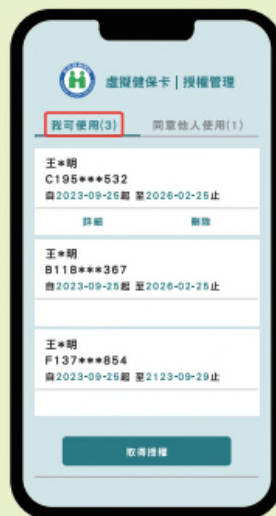 虛擬健保卡 | 授權管理
我可使用(3) 同意他人使用(1)
王*明
C195***532
自2023-09-25起 至2026-02-25止
詳細 刪除
王*明
B118***367
自2023-09-25起 至2026-02-25止
王*明
F137***854
自2023-09-25起 至2123-09-29止
取得授權